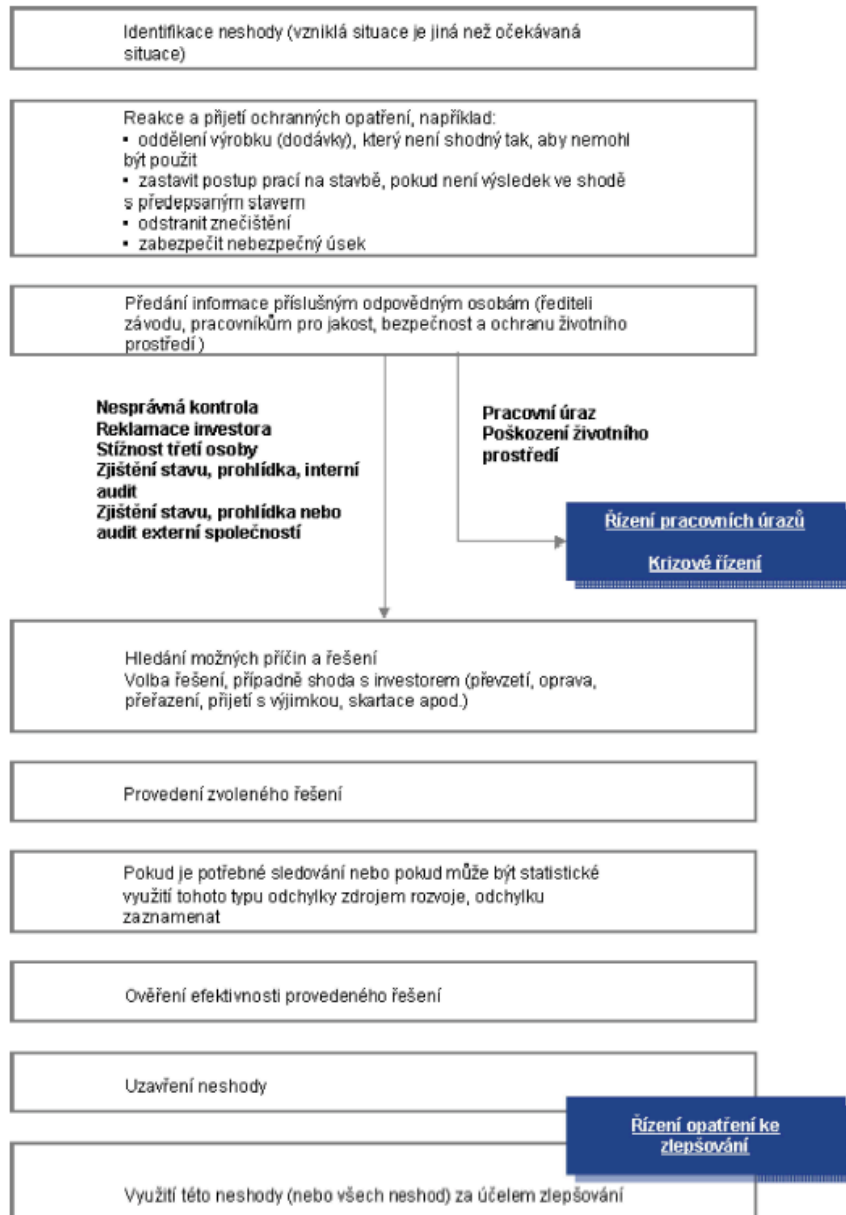 Identifikace neshody (vzniklá situace je jiná než očekávaná
situace)
Reakce a přijetí ochranných opatření, například:
▪ oddělení výrobku (dodávky), který není shodný tak, aby nemohl
být použit
▪ zastavit postup prací na stavbě, pokud není výsledek ve shodě
s předepsaným stavem
▪ odstranit znečištění
▪ zabezpečit nebezpečný úsek
Předání informace příslušným odpovědným osobám (řediteli
závodu, pracovníkům pro jakost, bezpečnost a ochranu životního
prostředí )
Nesprávná kontrola
Reklamace investora
Stížnost třetí osoby
Zjištění stavu, prohlídka, interní
audit
Zjištění stavu, prohlídka nebo
audit externí společností
Pracovní úraz
Poškození životního
prostředí
Řízení pracovních úrazů
Krizové řízení
Hledání možných příčin a řešení
Volba řešení, případně shoda s investorem (převzetí, oprava,
přeřazení, přijetí s výjimkou, skartace apod.)
Provedení zvoleného řešení
Pokud je potřebné sledování nebo pokud může být statistické
využití tohoto typu odchylky zdrojem rozvoje, odchylku
zaznamenat
Ověření efektivnosti provedeného řešení
Uzavření neshody
Řízení opatření ke
zlepšování
Využití této neshody (nebo všech neshod) za účelem zlepšování